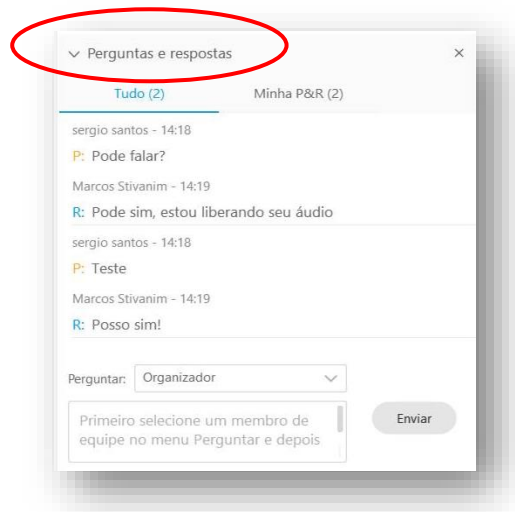 Perguntas e respostas
Tudo (2) Minha P&R (2)
sergio santos - 14:18
P: Pode falar?
Marcos Stivanim - 14:19
R: Pode sim, estou liberando seu áudio
sergio santos - 14:18
P: Teste
Marcos Stivanim - 14:19
R: Posso sim!
Perguntar: Organizador
Primeiro selecione um membro de
equipe no menu Perguntar e depois
Enviar